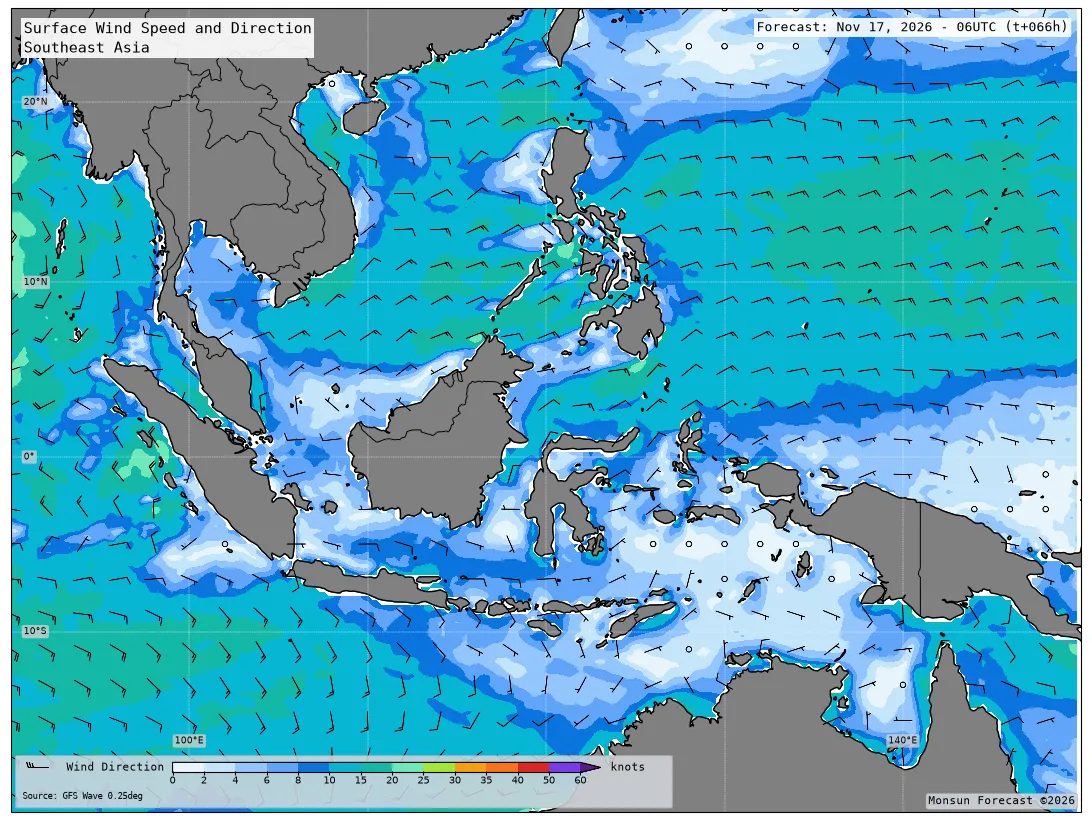 Surface Wind Speed and Direction
Southeast Asia
Forecast: Nov 17, 2026 - 06UTC (t+066h)
20°N
10°N
0°
10°S
100°E
140°E
Wind Direction
0 2 4 6 8 10 15 20 25 30 35 40 50 60
knots
Source: GFS Wave 0.25deg
Monsun Forecast ©2026